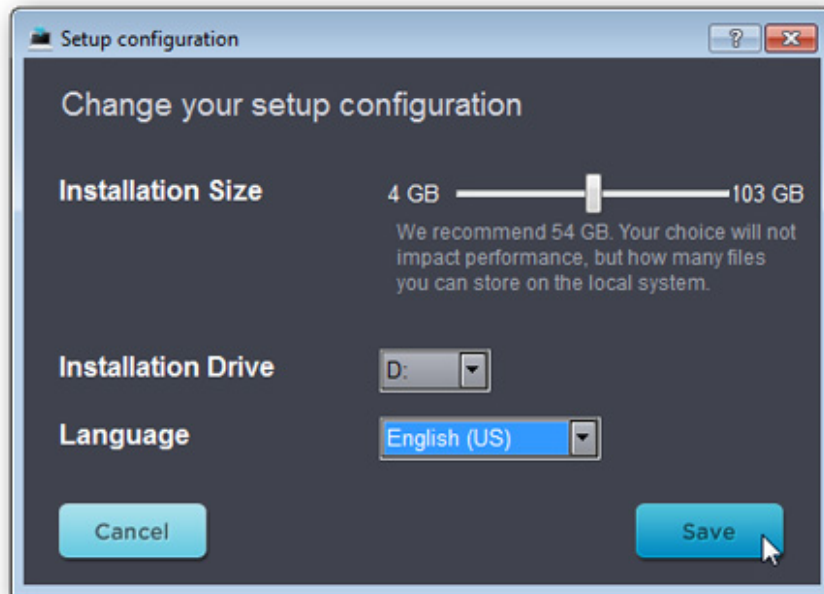 Setup configuration
Change your setup configuration
Installation Size
4 GB
103 GB
We recommend 54 GB. Your choice will not
impact performance, but how many files
you can store on the local system.
Installation Drive
D:
Language
English (US)
Cancel
Save